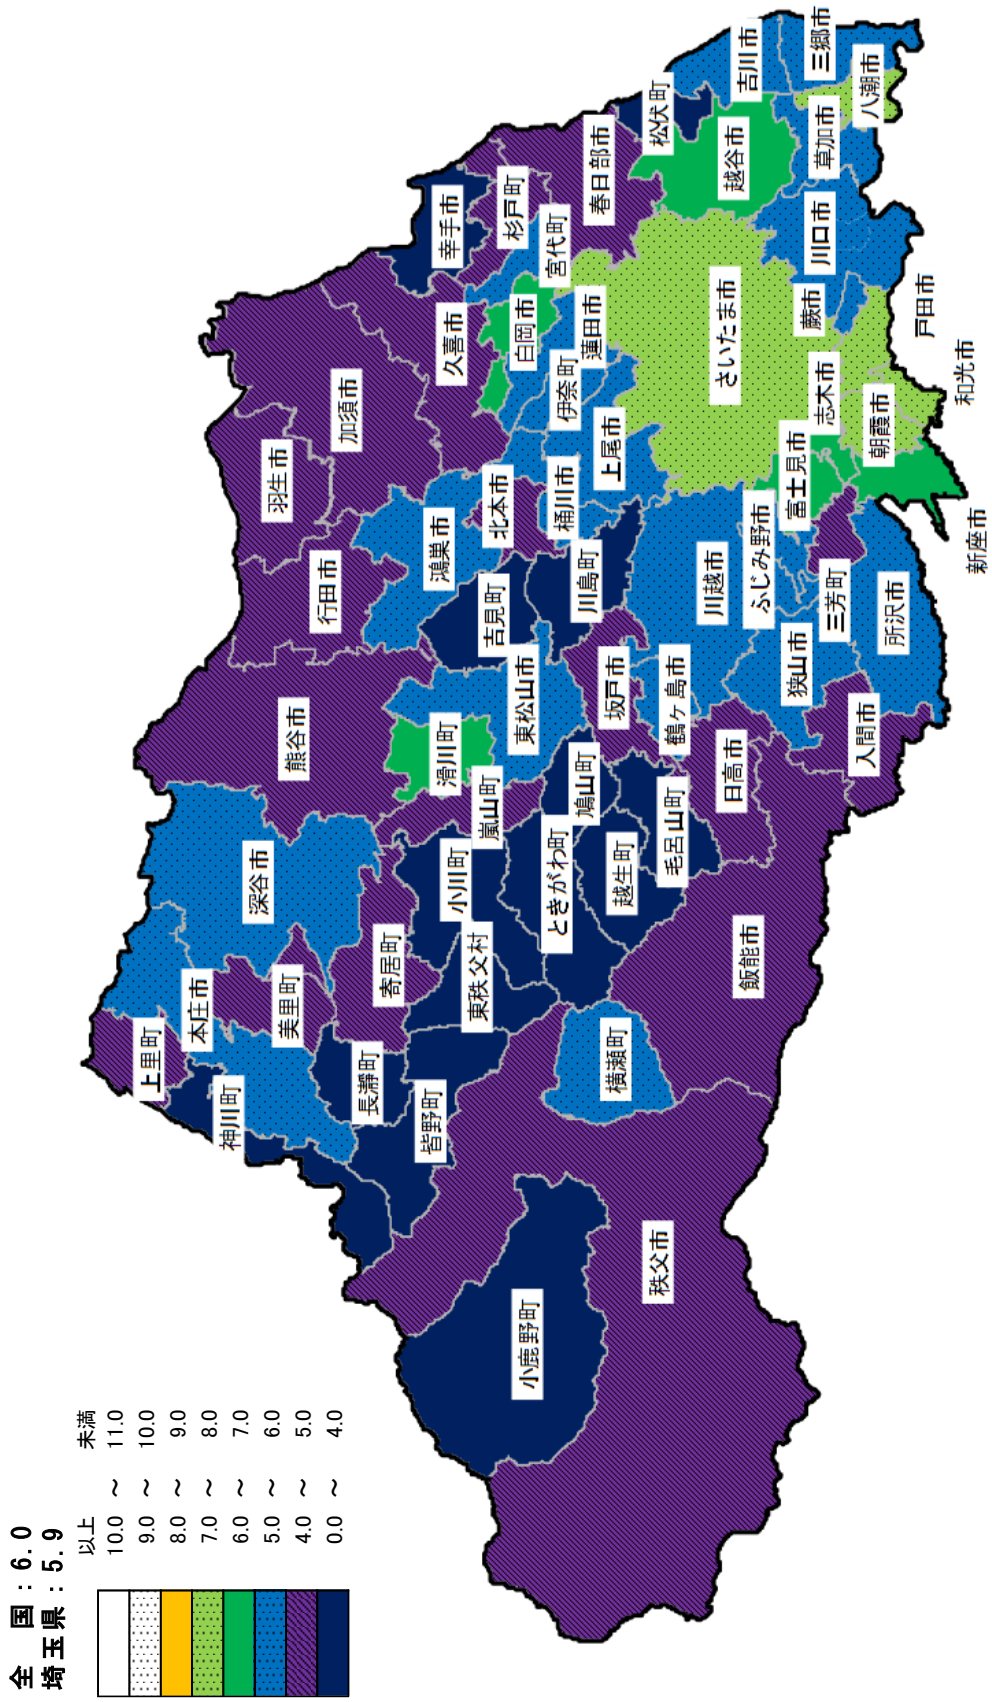 全　国 : 6.0
埼玉県 : 5.9
以上　未満
10.0 ～ 11.0
9.0 ～ 10.0
8.0 ～ 9.0
7.0 ～ 8.0
6.0 ～ 7.0
5.0 ～ 6.0
4.0 ～ 5.0
0.0 ～ 4.0
上里町
本庄市
神川町
美里町
深谷市
熊谷市
行田市
羽生市
加須市
久喜市
幸手市
杉戸町
宮代町
白岡市
春日部市
松伏町
吉川市
三郷市
八潮市
草加市
越谷市
川口市
蕨市
戸田市
さいたま市
蓮田市
伊奈町
上尾市
桶川市
北本市
鴻巣市
吉見町
川島町
東松山市
滑川町
嵐山町
小川町
寄居町
長瀞町
皆野町
東秩父村
ときがわ町
鳩山町
越生町
毛呂山町
坂戸市
鶴ヶ島市
日高市
川越市
ふじみ野市
富士見市
志木市
朝霞市
和光市
新座市
三芳町
所沢市
狭山市
入間市
飯能市
横瀬町
秩父市
小鹿野町